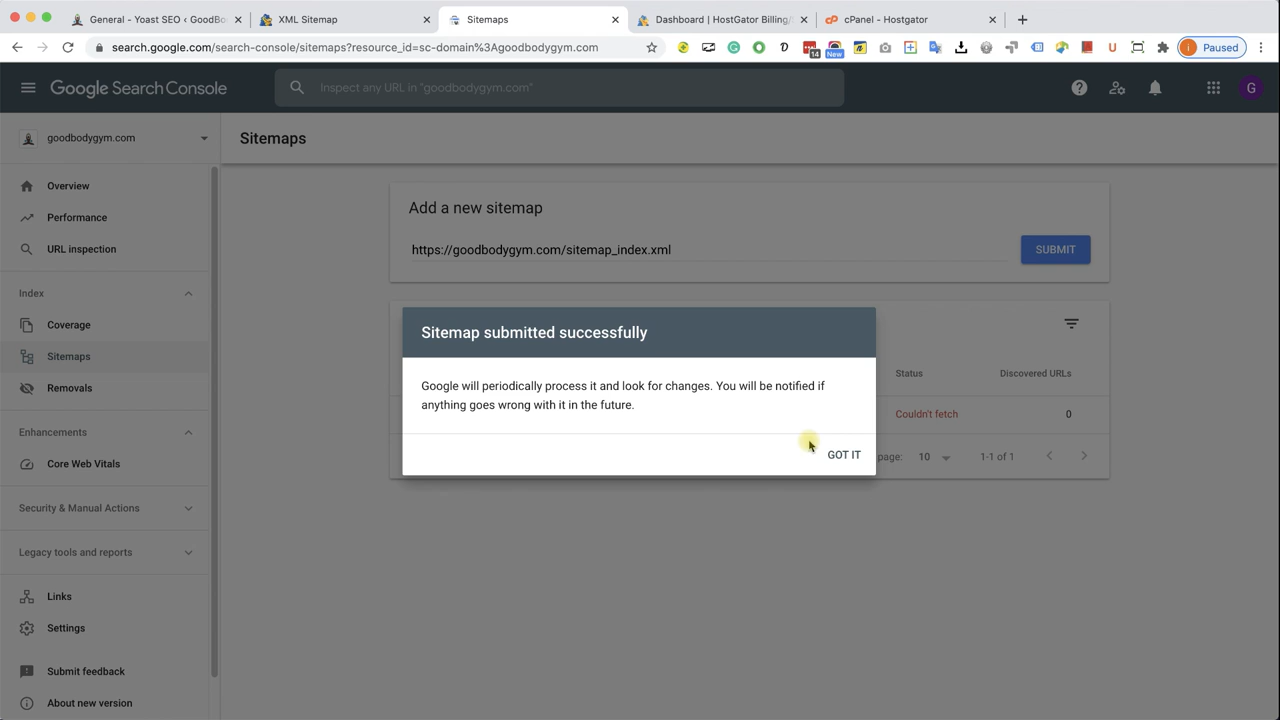 General - Yoast SEO ‹ GoodBo
XML Sitemap
Sitemaps
Dashboard | HostGator Billing/
cPanel - Hostgator
search.google.com/search-console/sitemaps?resource_id=sc-domain%3Agoodbodygym.com
14
New
Paused
Google Search Console
Inspect any URL in "goodbodygym.com"
G
goodbodygym.com
Sitemaps
Overview
Performance
URL inspection
Index
Coverage
Sitemaps
Removals
Enhancements
Core Web Vitals
Security & Manual Actions
Legacy tools and reports
Links
Settings
Submit feedback
About new version
Add a new sitemap
https://goodbodygym.com/sitemap_index.xml
SUBMIT
Sitemap submitted successfully
Google will periodically process it and look for changes. You will be notified if
anything goes wrong with it in the future.
GOT IT
Status
Discovered URLs
Couldn't fetch
0
page:
10
1-1 of 1